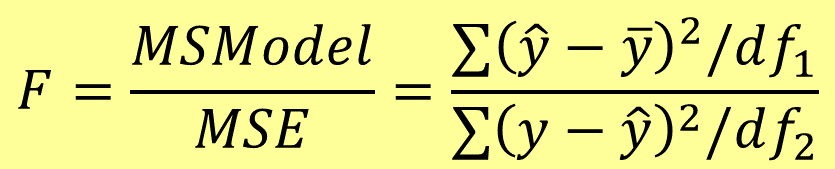 F = MSModel / MSE = ∑(ŷ − ȳ)²/df₁ / ∑(y − ŷ)²/df₂